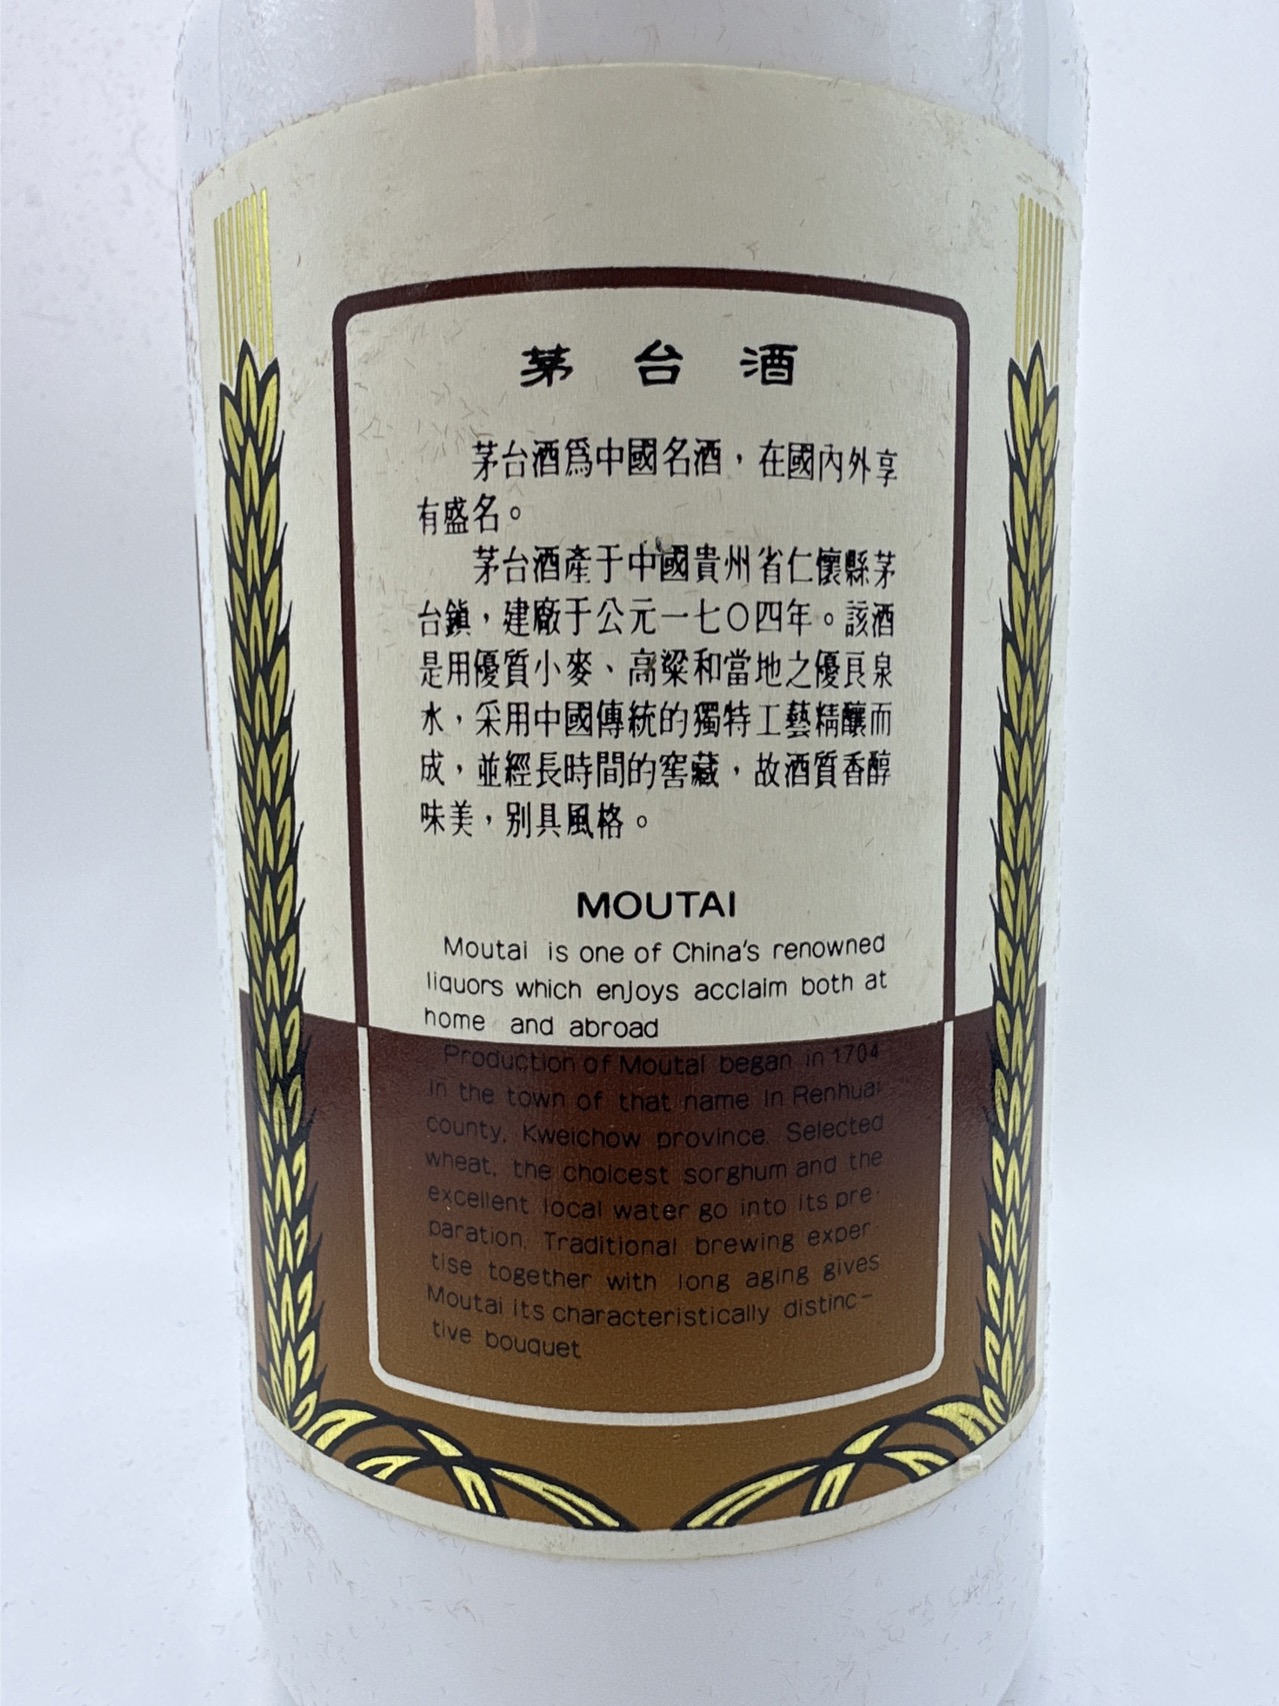 茅台酒
茅台酒爲中國名酒，在國內外享
有盛名。
茅台酒產于中國貴州省仁懷縣茅
台鎮，建廠于公元一七〇四年。該酒
是用優質小麥、高粱和當地之優良泉
水，采用中國傳統的獨特工藝精釀而
成，並經長時間的窖藏，故酒質香醇
味美，别具風格。
MOUTAI
Moutai is one of China's renowned
liquors which enjoys acclaim both at
home and abroad
Production of Moutai began in 1704
in the town of that name in Renhuai
county, Kweichow province. Selected
wheat, the choicest sorghum and the
excellent local water go into its pre-
paration. Traditional brewing exper-
tise together with long aging gives
Moutai its characteristically distinc-
tive bouquet